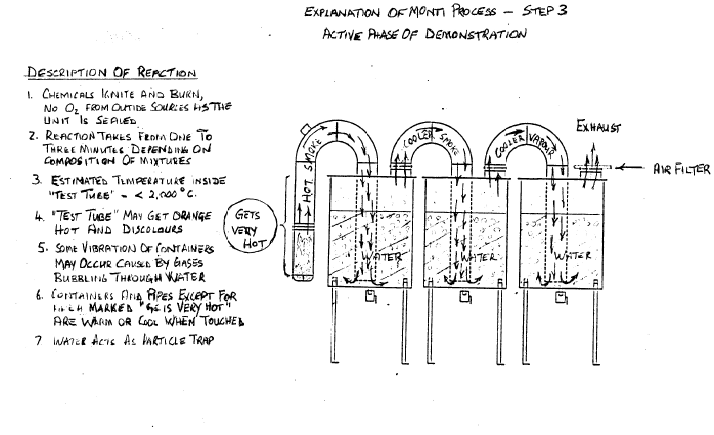 EXPLANATION OF MONTI PROCESS - STEP 3
ACTIVE PHASE OF DEMONSTRATION
DESCRIPTION OF REACTION
1. CHEMICALS IGNITE AND BURN,
NO O2 FROM OUTIDE SOURCES AS THE
UNIT IS SEALED
2. REACTION TAKES FROM ONE TO
THREE MINUTES DEPENDING ON
COMPOSITION OF MIXTURES
3. ESTIMATED TEMPERATURE INSIDE
"TEST TUBE" - < 2,000°C.
4. "TEST TUBE" MAY GET ORANGE
HOT AND DISCOLOURS
5. SOME VIBRATION OF CONTAINERS
MAY OCCUR CAUSED BY GASES
BUBBLING THROUGH WATER
6. CONTAINERS AND PIPES EXCEPT FOR
MARKED "GETS VERY HOT"
ARE WARM OR COOL WHEN TOUCHED
7 WATER ACTS AS PARTICLE TRAP
GETS
VERY
HOT
HOT SMOKE
COOLER SMOKE
COOLER VAPOUR
EXHAUST
AIR FILTER
WATER
WATER
WATER